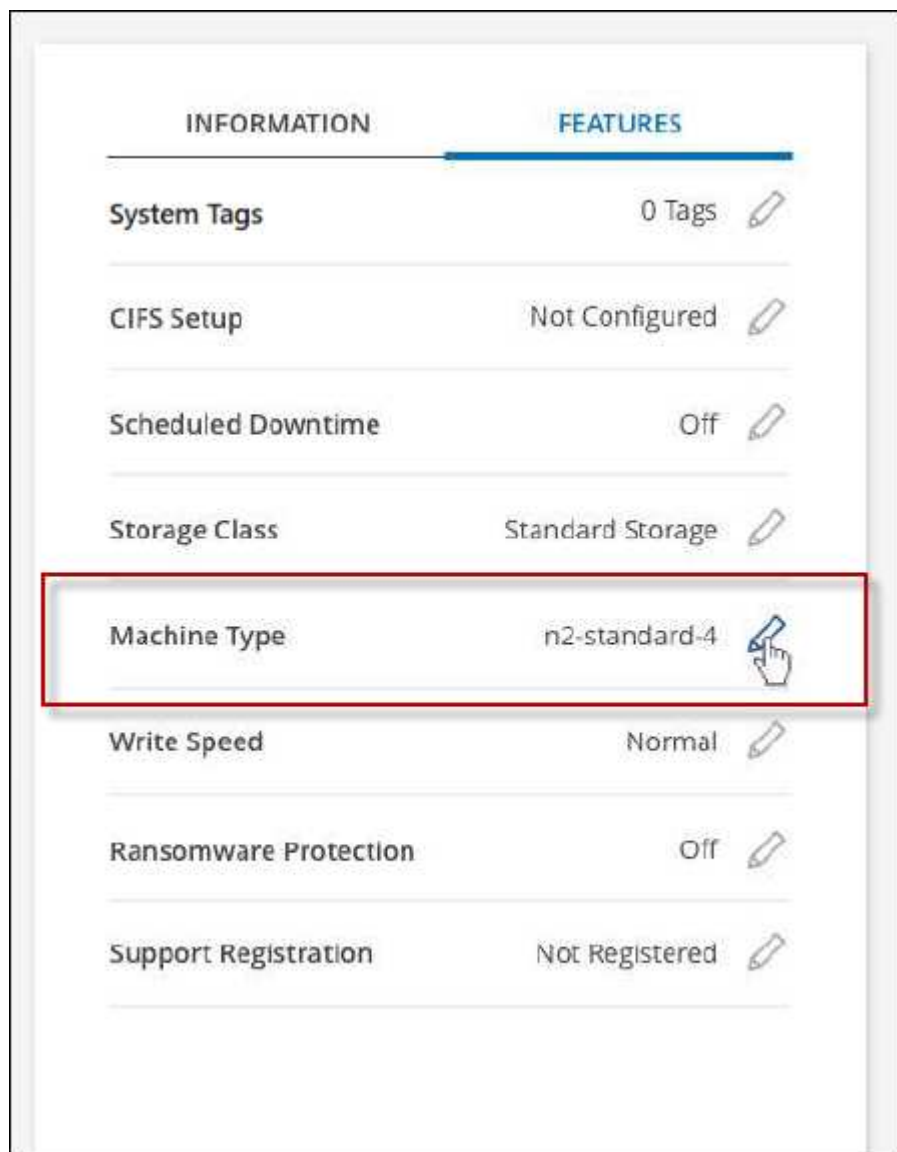 INFORMATION FEATURES
System Tags 0 Tags
CIFS Setup Not Configured
Scheduled Downtime Off
Storage Class Standard Storage
Machine Type n2-standard-4
Write Speed Normal
Ransomware Protection Off
Support Registration Not Registered